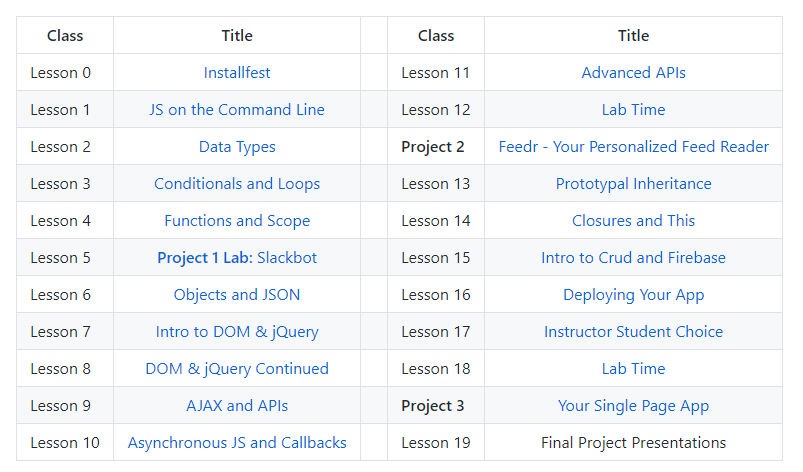 Class Title Class Title
Lesson 0 Installfest Lesson 11 Advanced APIs
Lesson 1 JS on the Command Line Lesson 12 Lab Time
Lesson 2 Data Types Project 2 Feedr - Your Personalized Feed Reader
Lesson 3 Conditionals and Loops Lesson 13 Prototypal Inheritance
Lesson 4 Functions and Scope Lesson 14 Closures and This
Lesson 5 Project 1 Lab: Slackbot Lesson 15 Intro to Crud and Firebase
Lesson 6 Objects and JSON Lesson 16 Deploying Your App
Lesson 7 Intro to DOM & jQuery Lesson 17 Instructor Student Choice
Lesson 8 DOM & jQuery Continued Lesson 18 Lab Time
Lesson 9 AJAX and APIs Project 3 Your Single Page App
Lesson 10 Asynchronous JS and Callbacks Lesson 19 Final Project Presentations